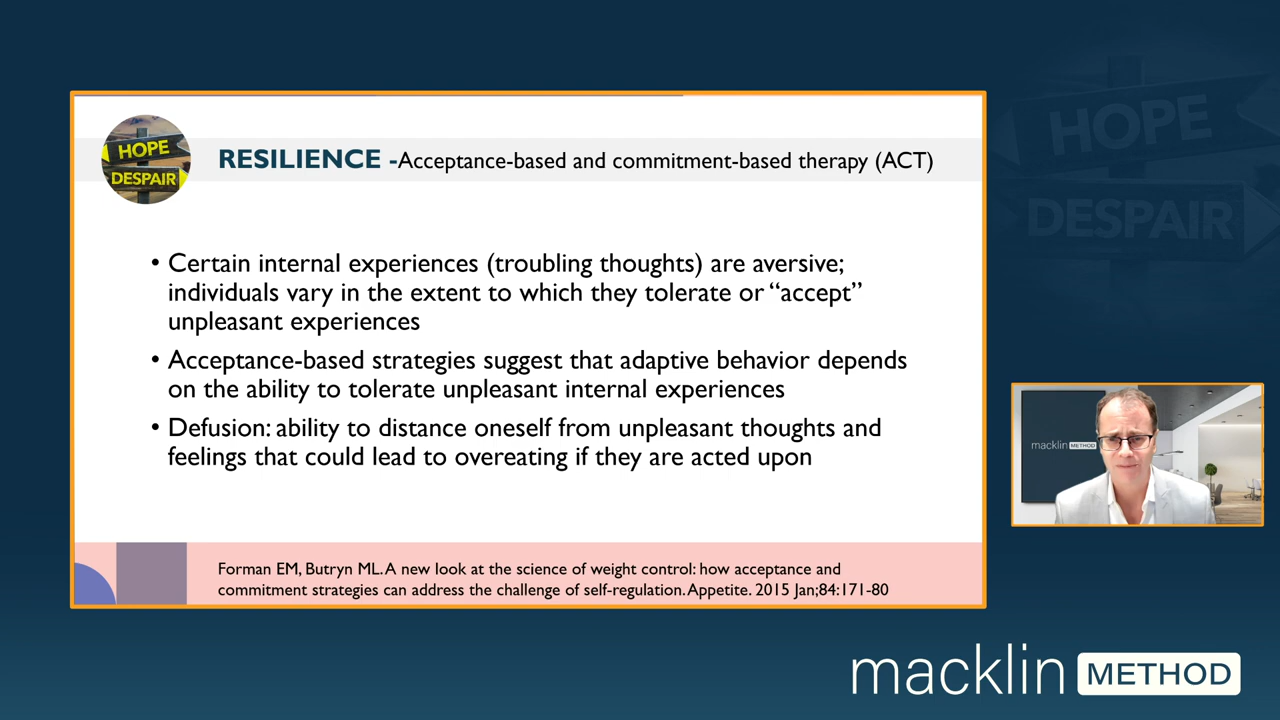 HOPE
DESPAIR
RESILIENCE -Acceptance-based and commitment-based therapy (ACT)
• Certain internal experiences (troubling thoughts) are aversive;
individuals vary in the extent to which they tolerate or “accept”
unpleasant experiences
• Acceptance-based strategies suggest that adaptive behavior depends
on the ability to tolerate unpleasant internal experiences
• Defusion: ability to distance oneself from unpleasant thoughts and
feelings that could lead to overeating if they are acted upon
Forman EM, Butryn ML. A new look at the science of weight control: how acceptance and
commitment strategies can address the challenge of self-regulation. Appetite. 2015 Jan;84:171-80
HOPE
DESPAIR
macklin METHOD
macklin METHOD